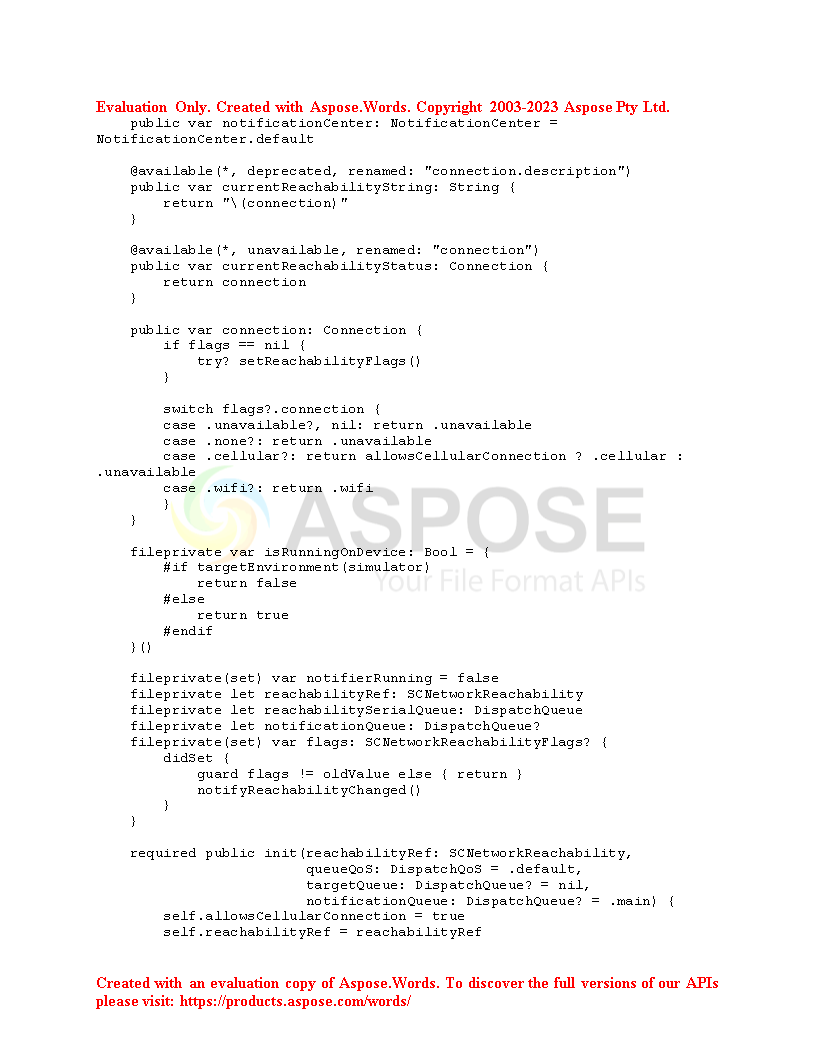 Evaluation Only. Created with Aspose.Words. Copyright 2003-2023 Aspose Pty Ltd.
    public var notificationCenter: NotificationCenter =
NotificationCenter.default

    @available(*, deprecated, renamed: "connection.description")
    public var currentReachabilityString: String {
        return "\(connection)"
    }

    @available(*, unavailable, renamed: "connection")
    public var currentReachabilityStatus: Connection {
        return connection
    }

    public var connection: Connection {
        if flags == nil {
            try? setReachabilityFlags()
        }

        switch flags?.connection {
        case .unavailable?, nil: return .unavailable
        case .none?: return .unavailable
        case .cellular?: return allowsCellularConnection ? .cellular :
.unavailable
        case .wifi?: return .wifi
        }
    }
ASPOSE
Your File Format APIs

    fileprivate var isRunningOnDevice: Bool = {
        #if targetEnvironment(simulator)
            return false
        #else
            return true
        #endif
    }()

    fileprivate(set) var notifierRunning = false
    fileprivate let reachabilityRef: SCNetworkReachability
    fileprivate let reachabilitySerialQueue: DispatchQueue
    fileprivate let notificationQueue: DispatchQueue?
    fileprivate(set) var flags: SCNetworkReachabilityFlags? {
        didSet {
            guard flags != oldValue else { return }
            notifyReachabilityChanged()
        }
    }

    required public init(reachabilityRef: SCNetworkReachability,
                         queueQoS: DispatchQoS = .default,
                         targetQueue: DispatchQueue? = nil,
                         notificationQueue: DispatchQueue? = .main) {
        self.allowsCellularConnection = true
        self.reachabilityRef = reachabilityRef

Created with an evaluation copy of Aspose.Words. To discover the full versions of our APIs
please visit: https://products.aspose.com/words/